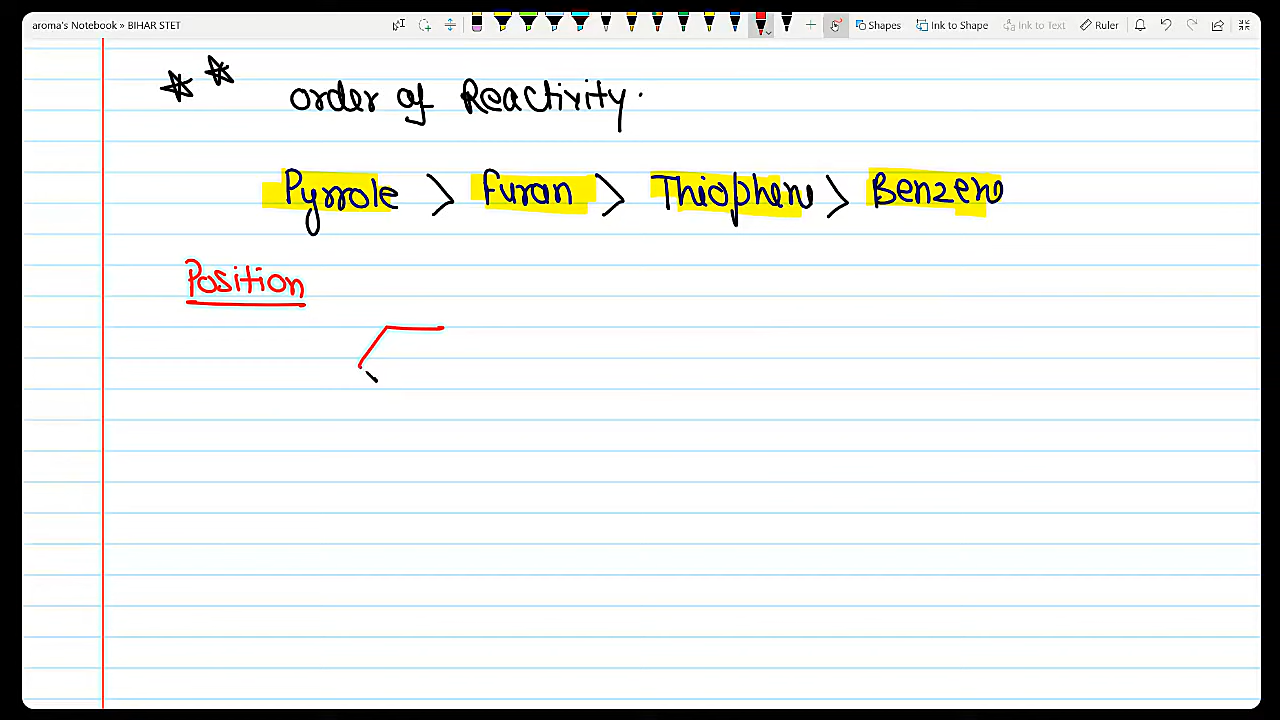 aroma's Notebook » BIHAR STET
Shapes Ink to Shape Ink to Text Ruler
order of Reactivity.
Pyrrole > Furan > Thiophene > Benzene
Position